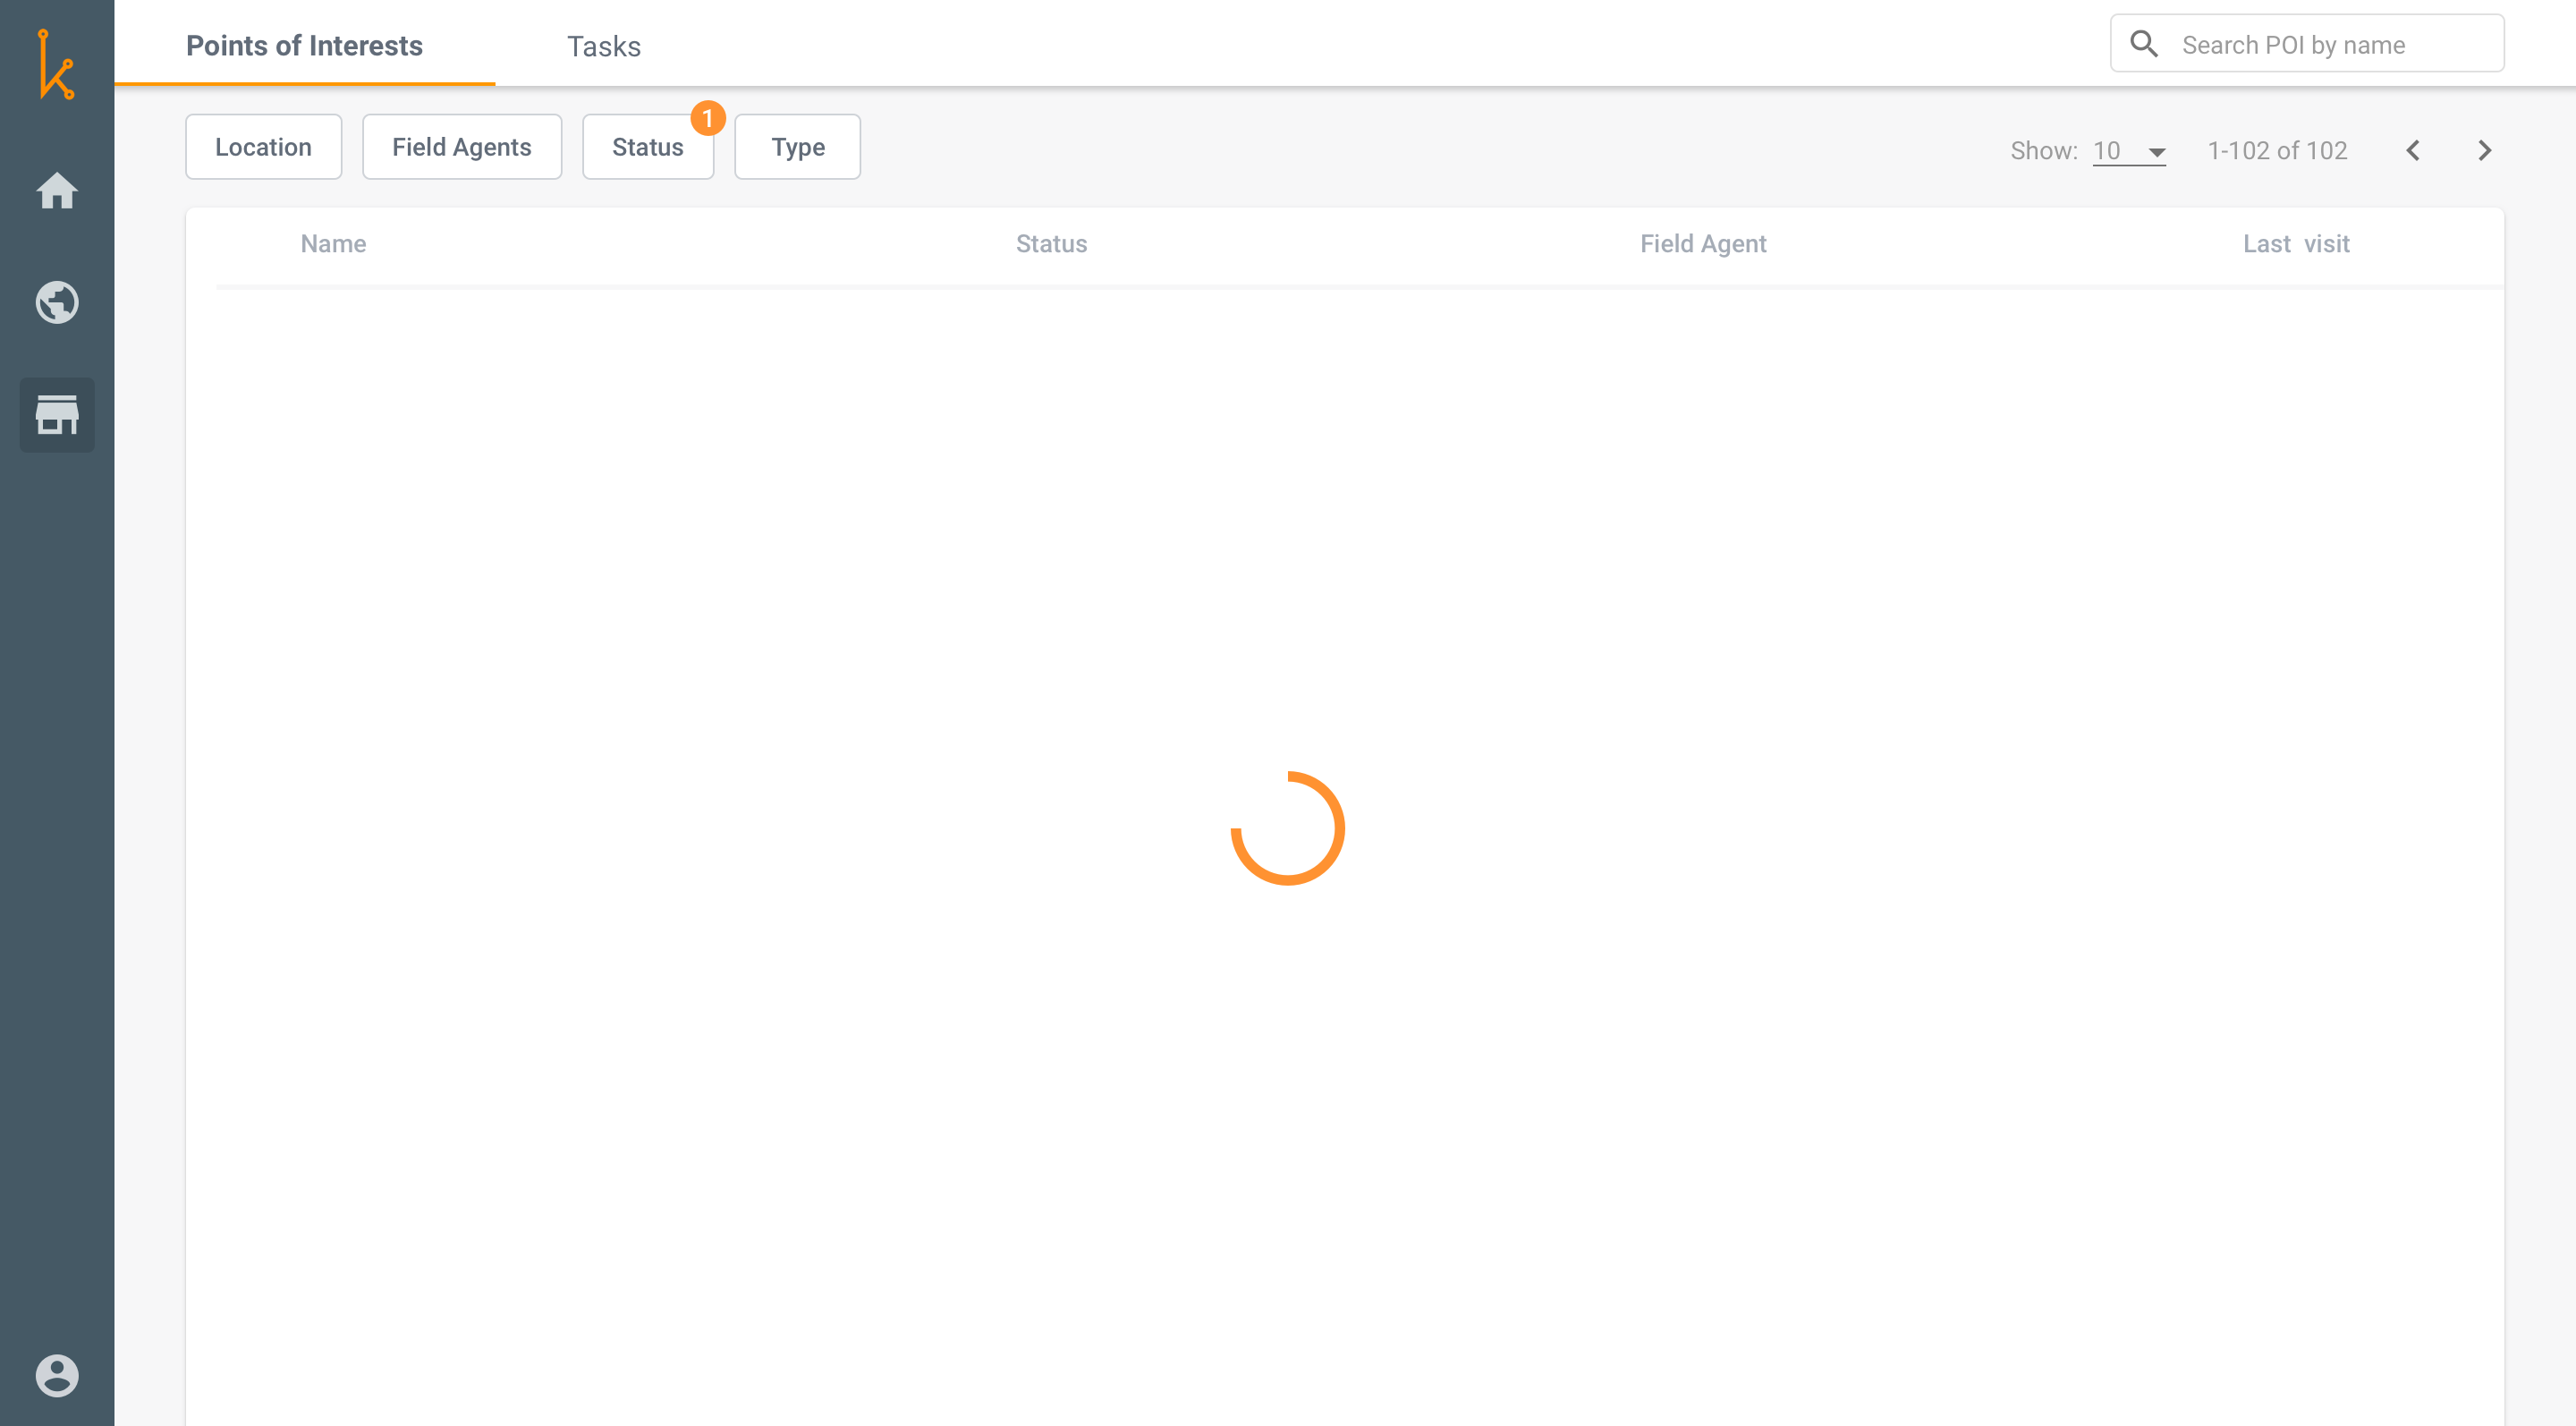 Points of Interests
Tasks
Search POI by name
Location
Field Agents
Status
1
Type
Show: 10
1-102 of 102
Name
Status
Field Agent
Last visit